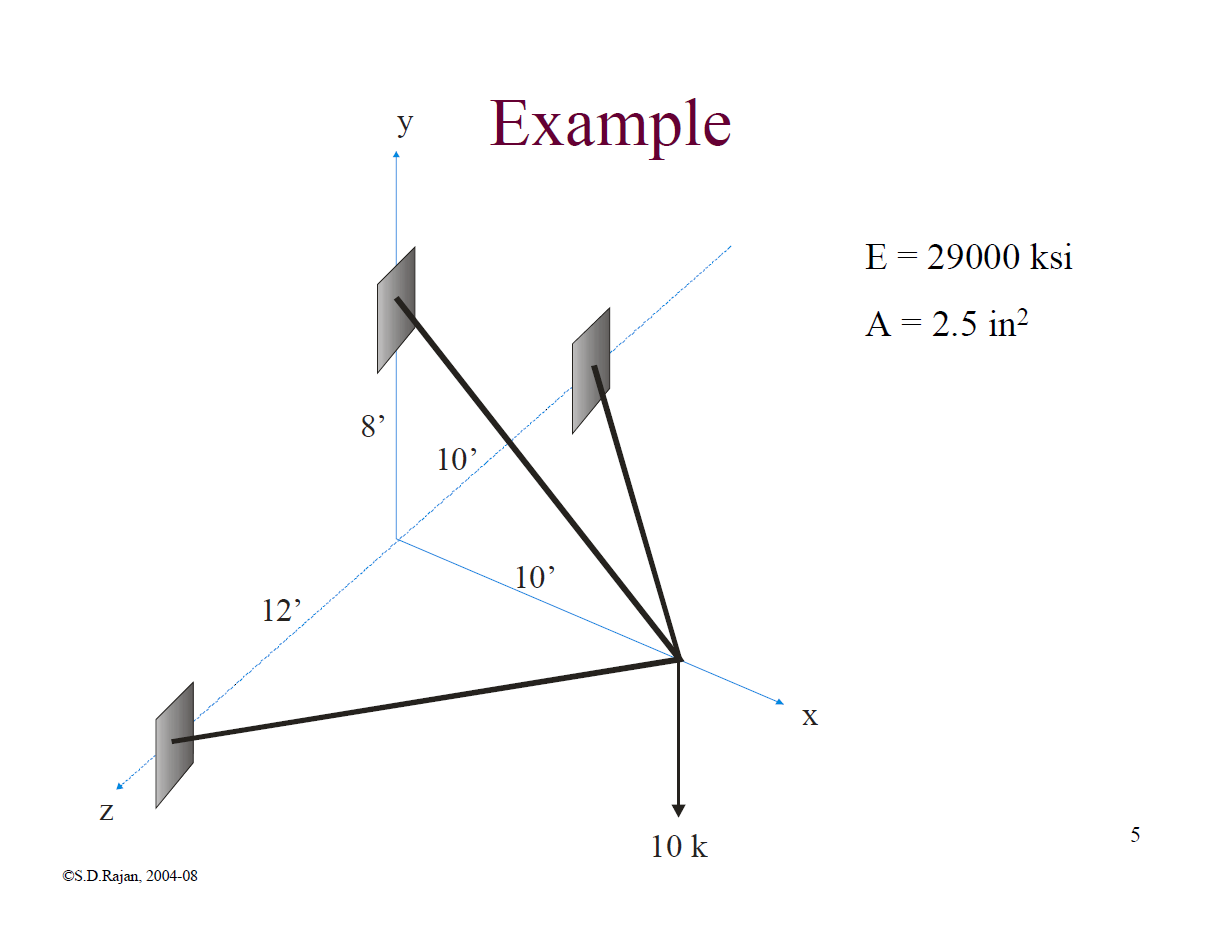 Example
y
E = 29000 ksi
A = 2.5 in²
8’
10’
10’
12’
x
z
10 k
5
©S.D.Rajan, 2004-08